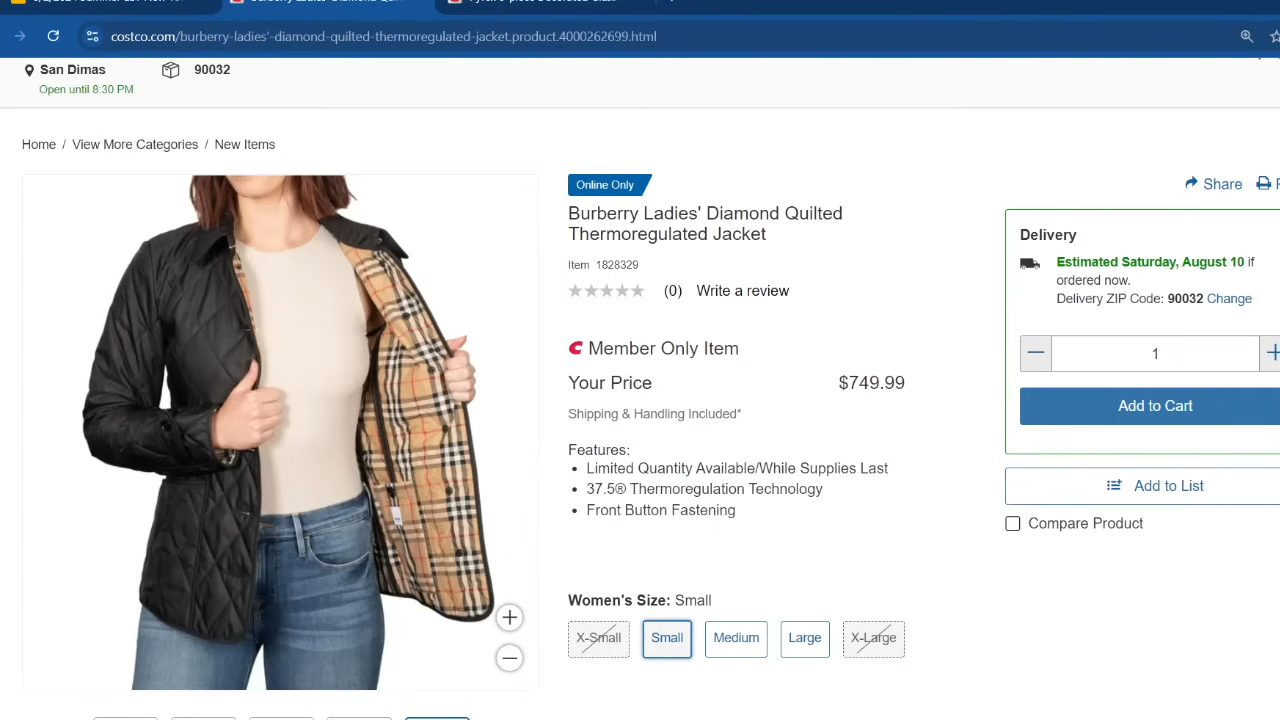 costco.com/burberry-ladies'-diamond-quilted-thermoregulated-jacket.product.4000262699.html
San Dimas
90032
Open until 8:30 PM
Home / View More Categories / New Items
Online Only
Share
Burberry Ladies' Diamond Quilted
Thermoregulated Jacket
Item 1828329
(0) Write a review
Delivery
Estimated Saturday, August 10 if
ordered now.
Delivery ZIP Code: 90032 Change
Member Only Item
1
Your Price $749.99
Add to Cart
Shipping & Handling Included*
Features:
Limited Quantity Available/While Supplies Last
37.5® Thermoregulation Technology
Front Button Fastening
Add to List
Compare Product
Women's Size: Small
X-Small Small Medium Large X-Large